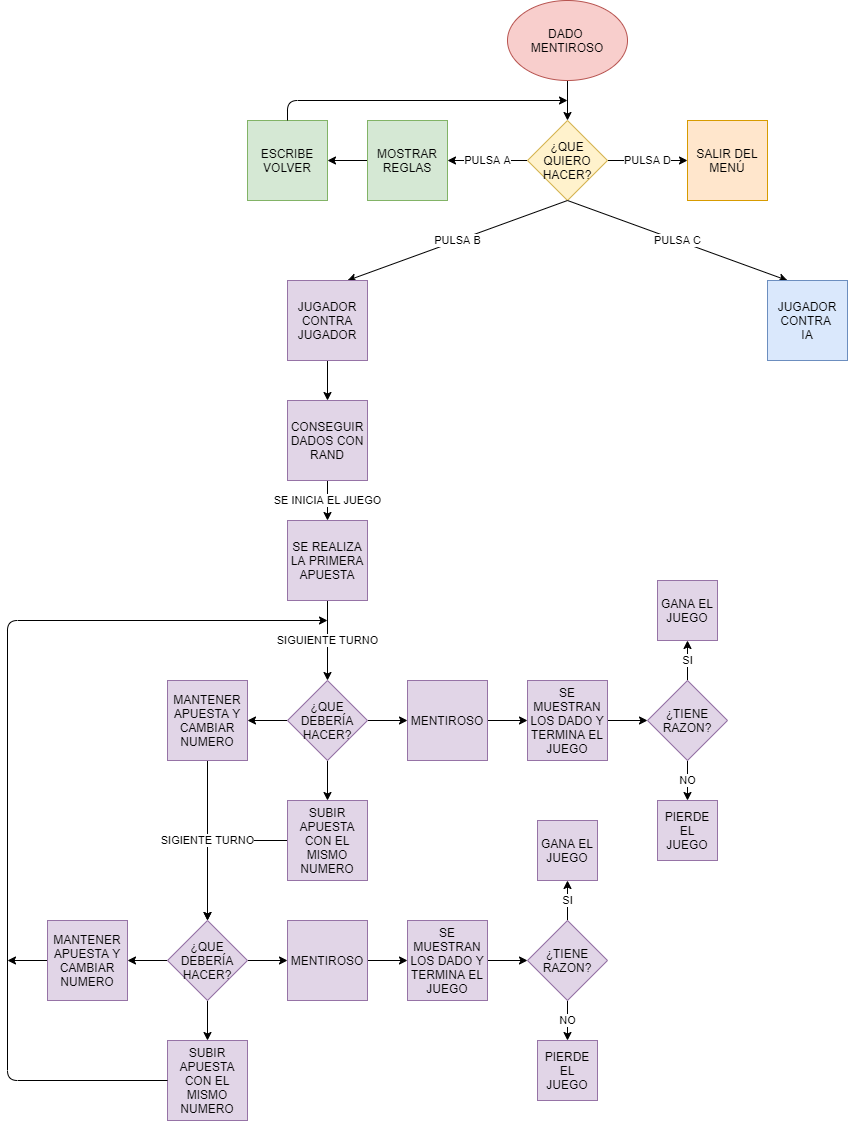 DADO
MENTIROSO
ESCRIBE
VOLVER
MOSTRAR
REGLAS
PULSA A
¿QUE
QUIERO
HACER?
PULSA D
SALIR DEL
MENÚ
PULSA B
PULSA C
JUGADOR
CONTRA
JUGADOR
JUGADOR
CONTRA
IA
CONSEGUIR
DADOS CON
RAND
SE INICIA EL JUEGO
SE REALIZA
LA PRIMERA
APUESTA
SIGUIENTE TURNO
GANA EL
JUEGO
SI
MANTENER
APUESTA Y
CAMBIAR
NUMERO
¿QUE
DEBERÍA
HACER?
MENTIROSO
SE
MUESTRAN
LOS DADO Y
TERMINA EL
JUEGO
¿TIENE
RAZON?
NO
PIERDE
EL
JUEGO
SUBIR
APUESTA
CON EL
MISMO
NUMERO
SIGIENTE TURNO
GANA EL
JUEGO
SI
MANTENER
APUESTA Y
CAMBIAR
NUMERO
¿QUE
DEBERÍA
HACER?
MENTIROSO
SE
MUESTRAN
LOS DADO Y
TERMINA EL
JUEGO
¿TIENE
RAZON?
NO
PIERDE
EL
JUEGO
SUBIR
APUESTA
CON EL
MISMO
NUMERO